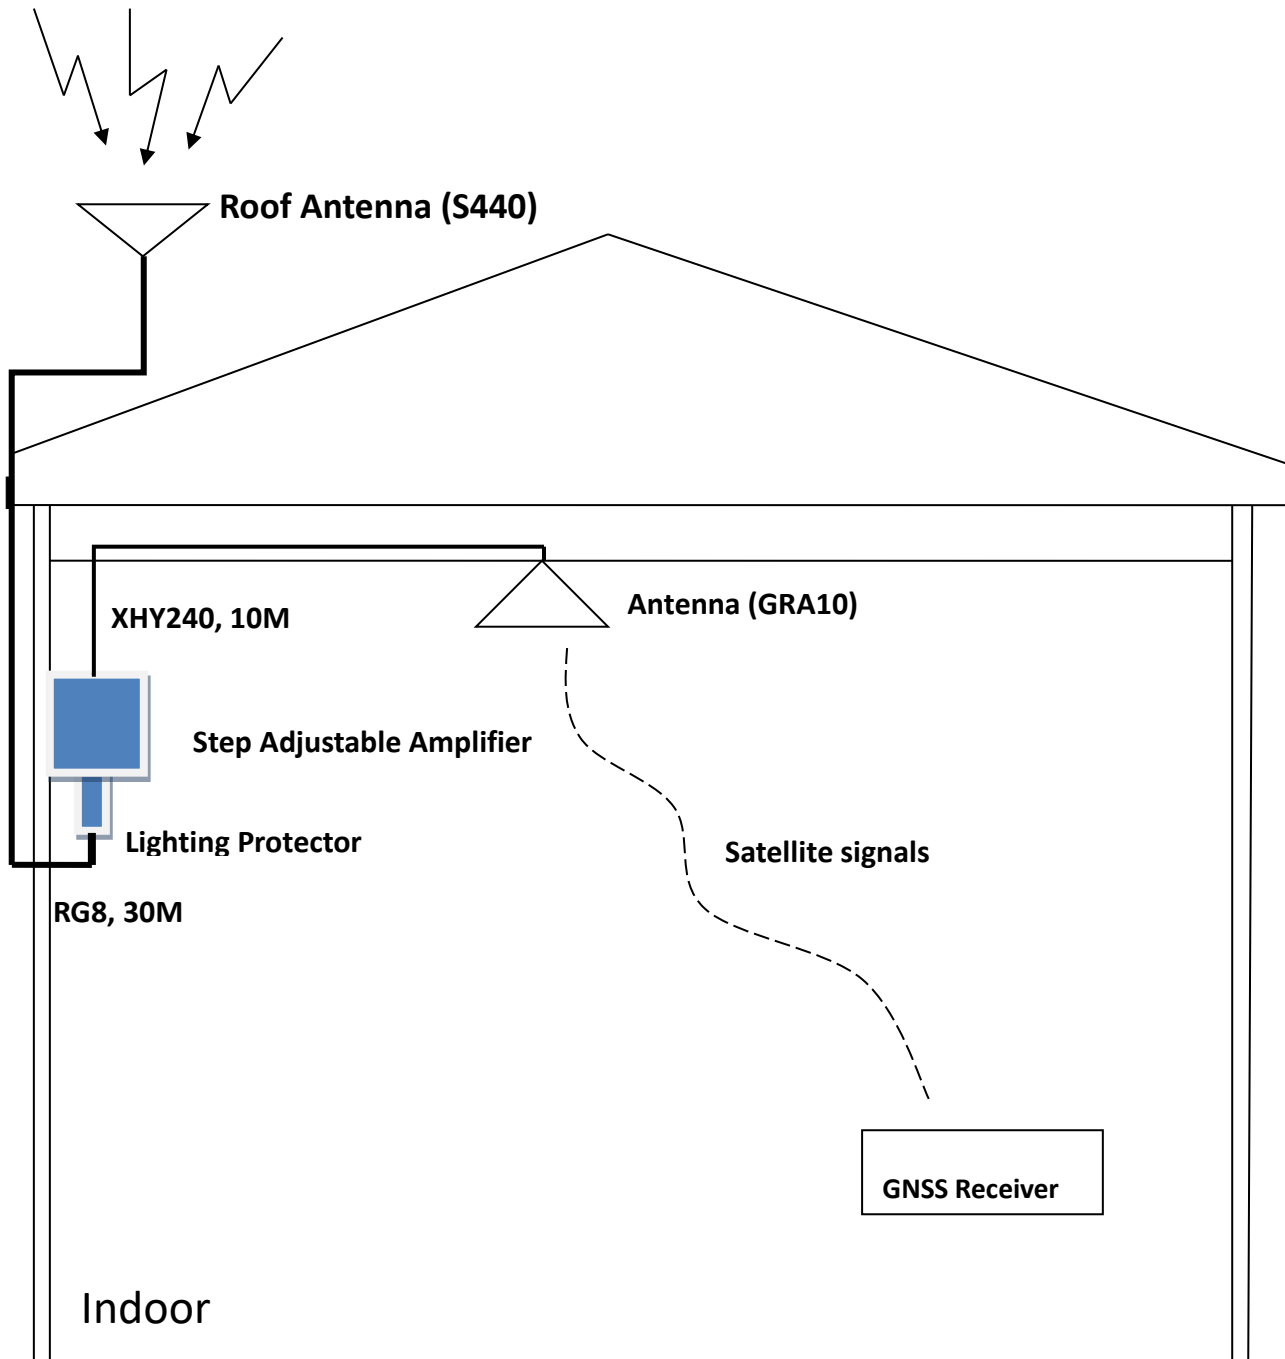 Roof Antenna (S440)
XHY240, 10M
Antenna (GRA10)
Step Adjustable Amplifier
Lighting Protector
Satellite signals
RG8, 30M
GNSS Receiver
Indoor